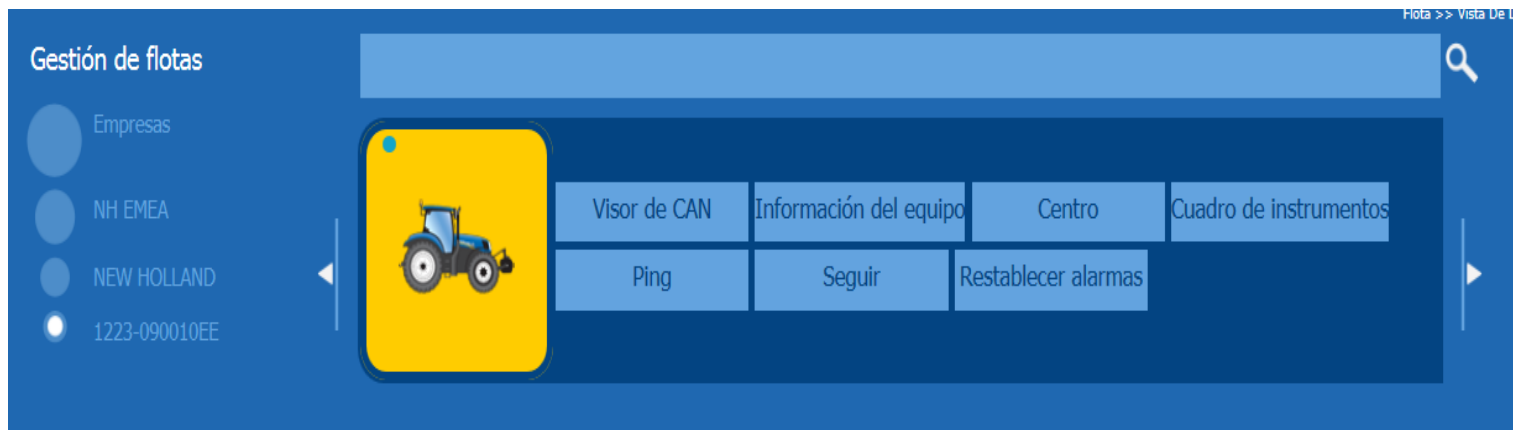 Flota >> Vista De
Gestión de flotas
Empresas
NH EMEA
NEW HOLLAND
1223-090010EE
Visor de CAN
Información del equipo
Centro
Cuadro de instrumentos
Ping
Seguir
Restablecer alarmas